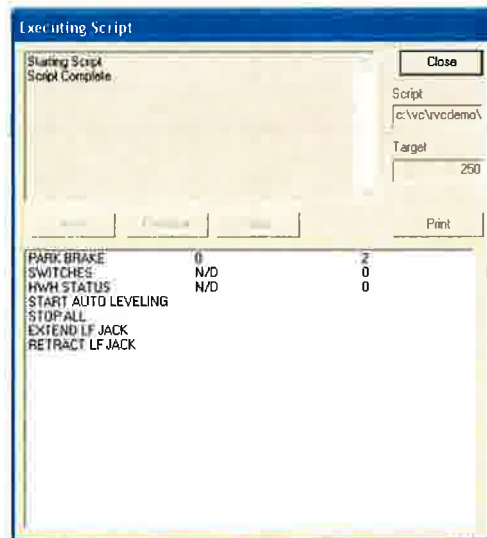 Executing Script
Starting Script
Script Complete
Close
Script
c:\vc\rvcdemo\
Target
250
Print
PARK BRAKE 0 2
SWITCHES N/D 0
HWH STATUS N/D 0
START AUTO LEVELING
STOP ALL
EXTEND LF JACK
RETRACT LF JACK